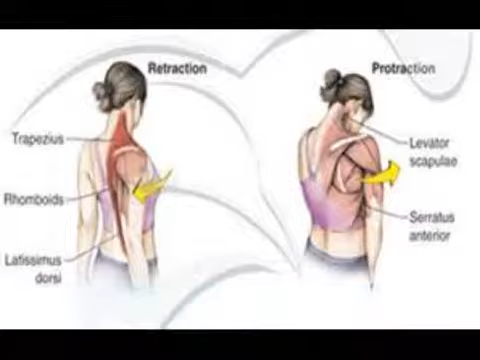 Retraction
Trapezius
Rhomboids
Latissimus
dorsi
Protraction
Levator
scapulae
Serratus
anterior